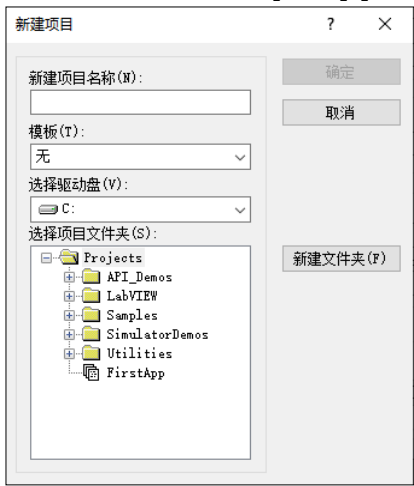 新建项目
?
新建项目名称(N):
确定
取消
模板(T):
无
选择驱动盘(V):
C:
选择项目文件夹(S):
新建文件夹(F)
Projects
API_Demos
LabVIEW
Samples
SimulatorDemos
Utilities
FirstApp